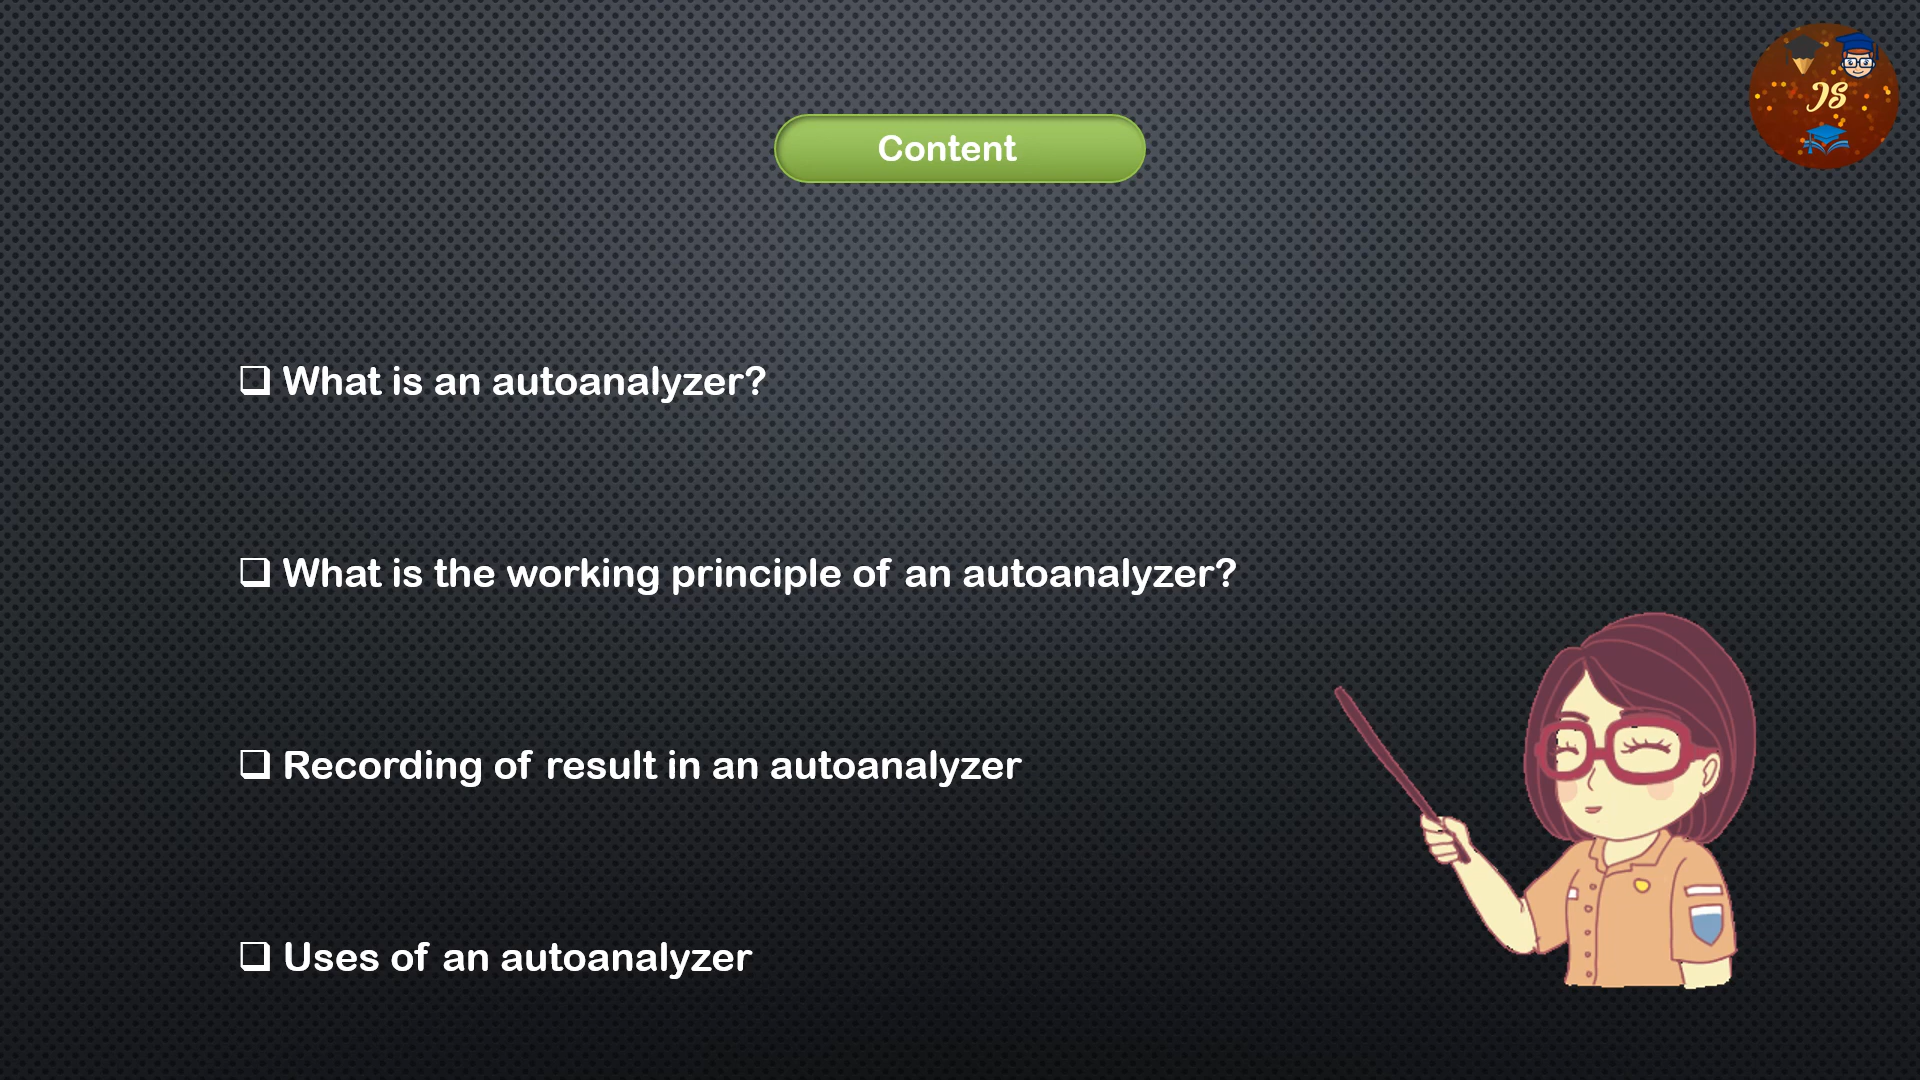 JS
Content
What is an autoanalyzer?
What is the working principle of an autoanalyzer?
Recording of result in an autoanalyzer
Uses of an autoanalyzer